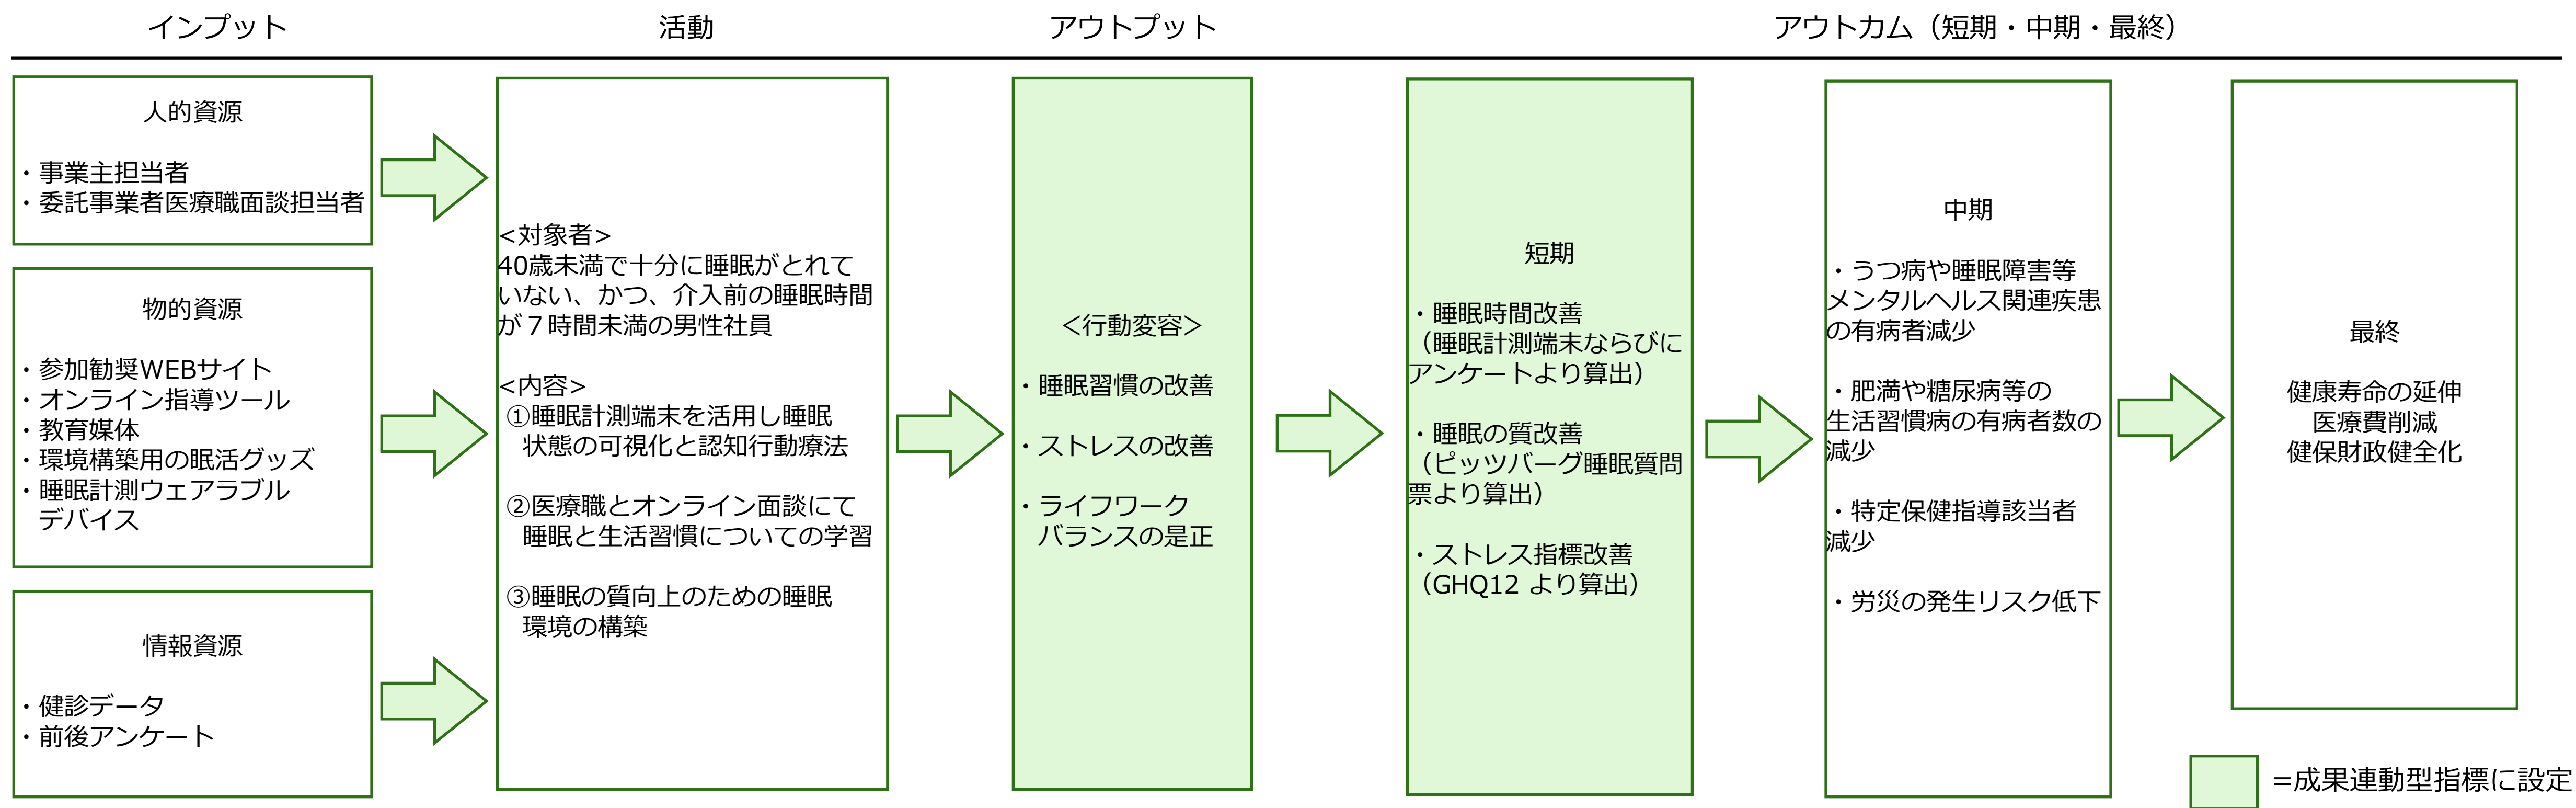 インプット
活動
アウトプット
アウトカム（短期・中期・最終）
人的資源
・事業主担当者
・委託事業者医療職面談担当者
物的資源
・参加勧奨WEBサイト
・オンライン指導ツール
・教育媒体
・環境構築用の眠活グッズ
・睡眠計測ウェアラブル
デバイス
情報資源
・健診データ
・前後アンケート
<対象者>
40歳未満で十分に睡眠がとれて
いない、かつ、介入前の睡眠時間
が７時間未満の男性社員
<内容>
①睡眠計測端末を活用し睡眠
状態の可視化と認知行動療法
②医療職とオンライン面談にて
睡眠と生活習慣についての学習
③睡眠の質向上のための睡眠
環境の構築
＜行動変容＞
・睡眠習慣の改善
・ストレスの改善
・ライフワーク
バランスの是正
短期
・睡眠時間改善
（睡眠計測端末ならびに
アンケートより算出）
・睡眠の質改善
（ピッツバーグ睡眠質問
票より算出）
・ストレス指標改善
（GHQ12 より算出）
中期
・うつ病や睡眠障害等
メンタルヘルス関連疾患
の有病者減少
・肥満や糖尿病等の
生活習慣病の有病者数の
減少
・特定保健指導該当者
減少
・労災の発生リスク低下
最終
健康寿命の延伸
医療費削減
健保財政健全化
=成果連動型指標に設定